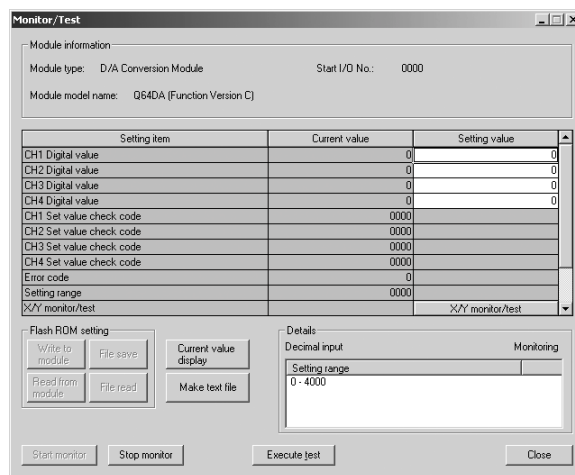 Monitor/Test
Module information
Module type: D/A Conversion Module Start I/O No.: 0000
Module model name: Q64DA (Function Version C)
Setting item Current value Setting value
CH1 Digital value 0 0
CH2 Digital value 0 0
CH3 Digital value 0 0
CH4 Digital value 0 0
CH1 Set value check code 0000
CH2 Set value check code 0000
CH3 Set value check code 0000
CH4 Set value check code 0000
Error code 0
Setting range 0000
X/Y monitor/test X/Y monitor/test
Flash ROM setting
Write to
module
File save
Current value
display
Read from
module
File read
Make text file
Details
Decimal input Monitoring
Setting range
0 - 4000
Start monitor Stop monitor Execute test Close